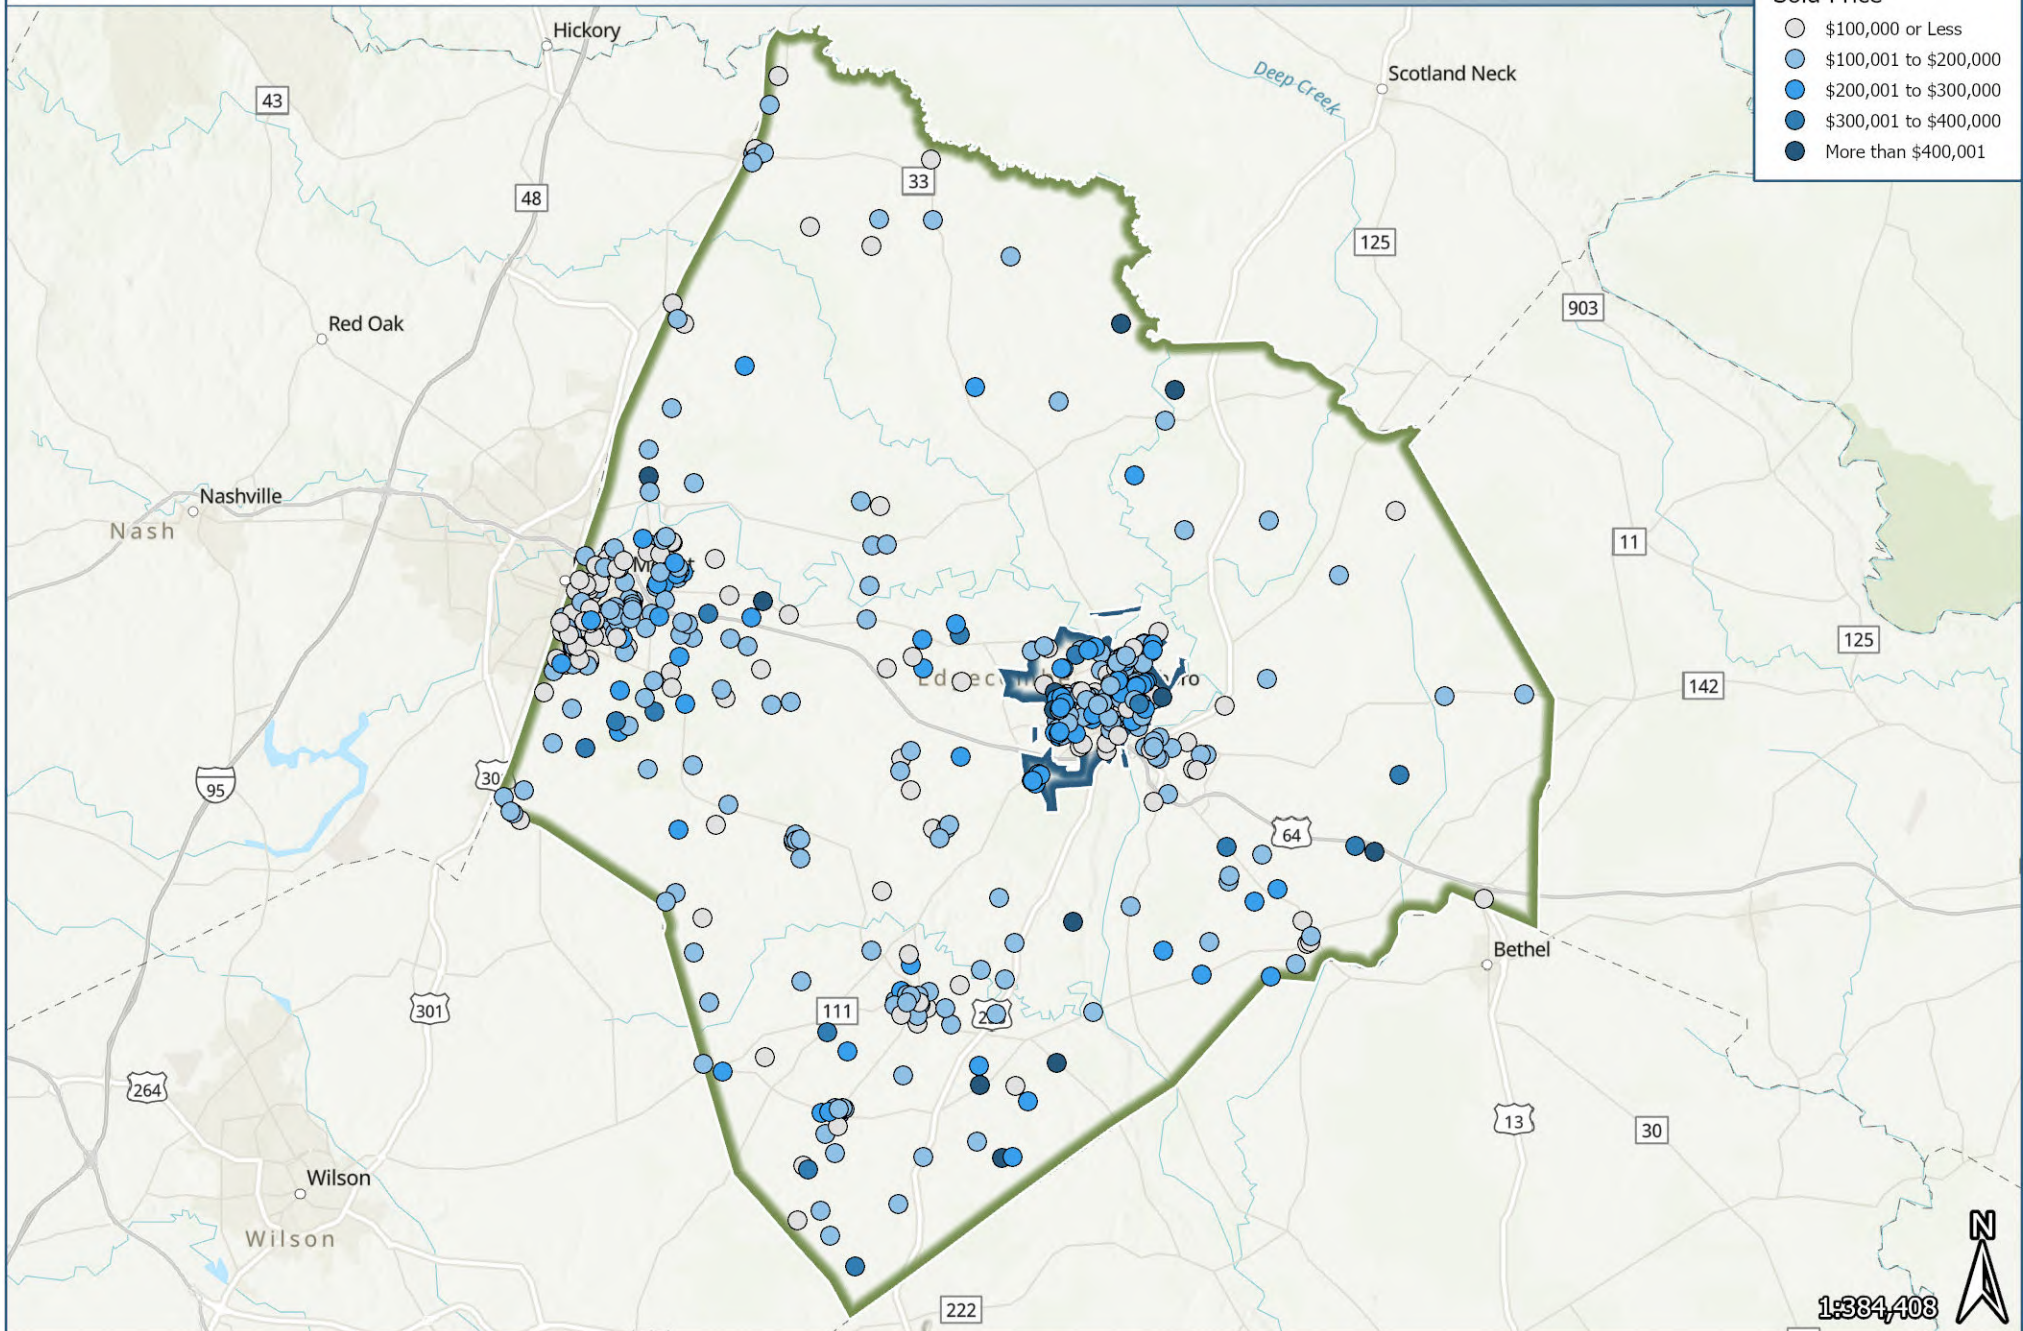 Hickory
$100,000 or Less
$100,001 to $200,000
$200,001 to $300,000
$300,001 to $400,000
More than $400,001
Scotland Neck
Deep Creek
43
48
33
125
903
Red Oak
Nashville
Nash
11
125
142
95
64
Bethel
301
111
264
13
30
Wilson
Wilson
N
222
1:384,408